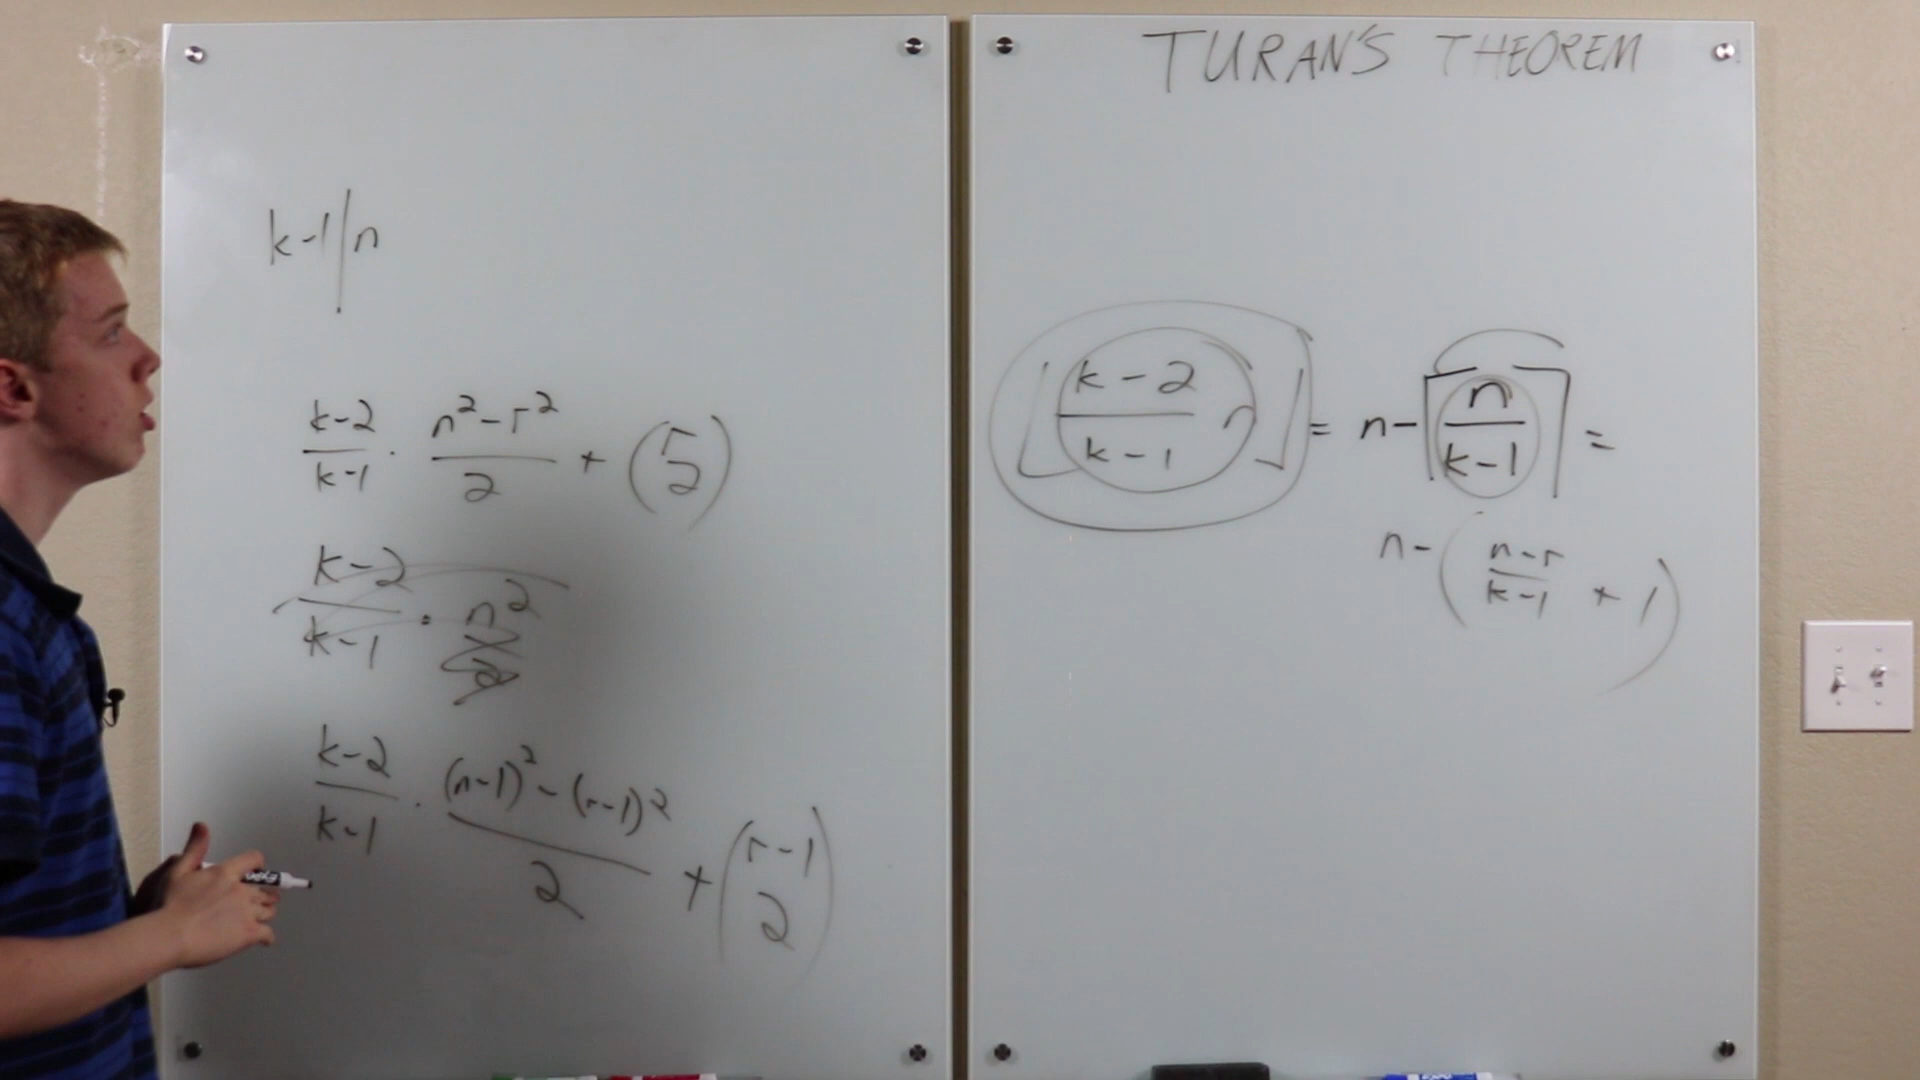 k-1|n
k-2/k-1 · n²-r²/2 + (r 2)
k-2/k-1 · n²/2
k-2/k-1 · (n-1)²-(r-1)²/2 + (r-1 2)
TURAN'S THEOREM
⌊k-2/k-1 n⌋ = n-⌈n/k-1⌉ =
n-(n-r/k-1 + 1)
EXPO